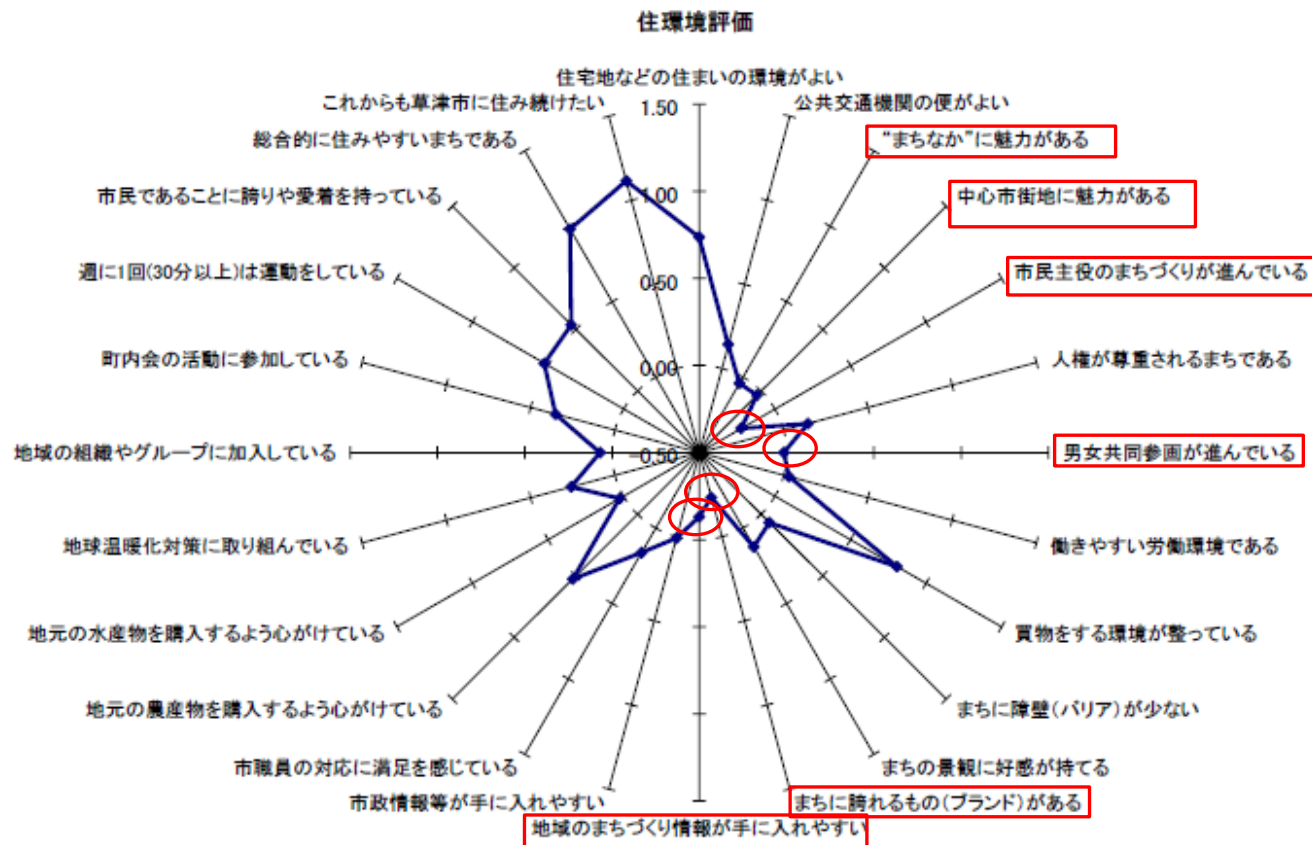 住環境評価
住宅地などの住まいの環境がよい
これからも草津市に住み続けたい
1.50
公共交通機関の便がよい
総合的に住みやすいまちである
“まちなか”に魅力がある
市民であることに誇りや愛着を持っている
1.00
中心市街地に魅力がある
週に1回(30分以上)は運動をしている
0.50
市民主役のまちづくりが進んでいる
町内会の活動に参加している
0.00
人権が尊重されるまちである
地域の組織やグループに加入している
-0.50
男女共同参画が進んでいる
地球温暖化対策に取り組んでいる
働きやすい労働環境である
地元の水産物を購入するよう心がけている
買物をする環境が整っている
地元の農産物を購入するよう心がけている
まちに障壁(バリア)が少ない
市職員の対応に満足を感じている
まちの景観に好感が持てる
市政情報等が手に入れやすい
まちに誇れるもの(ブランド)がある
地域のまちづくり情報が手に入れやすい